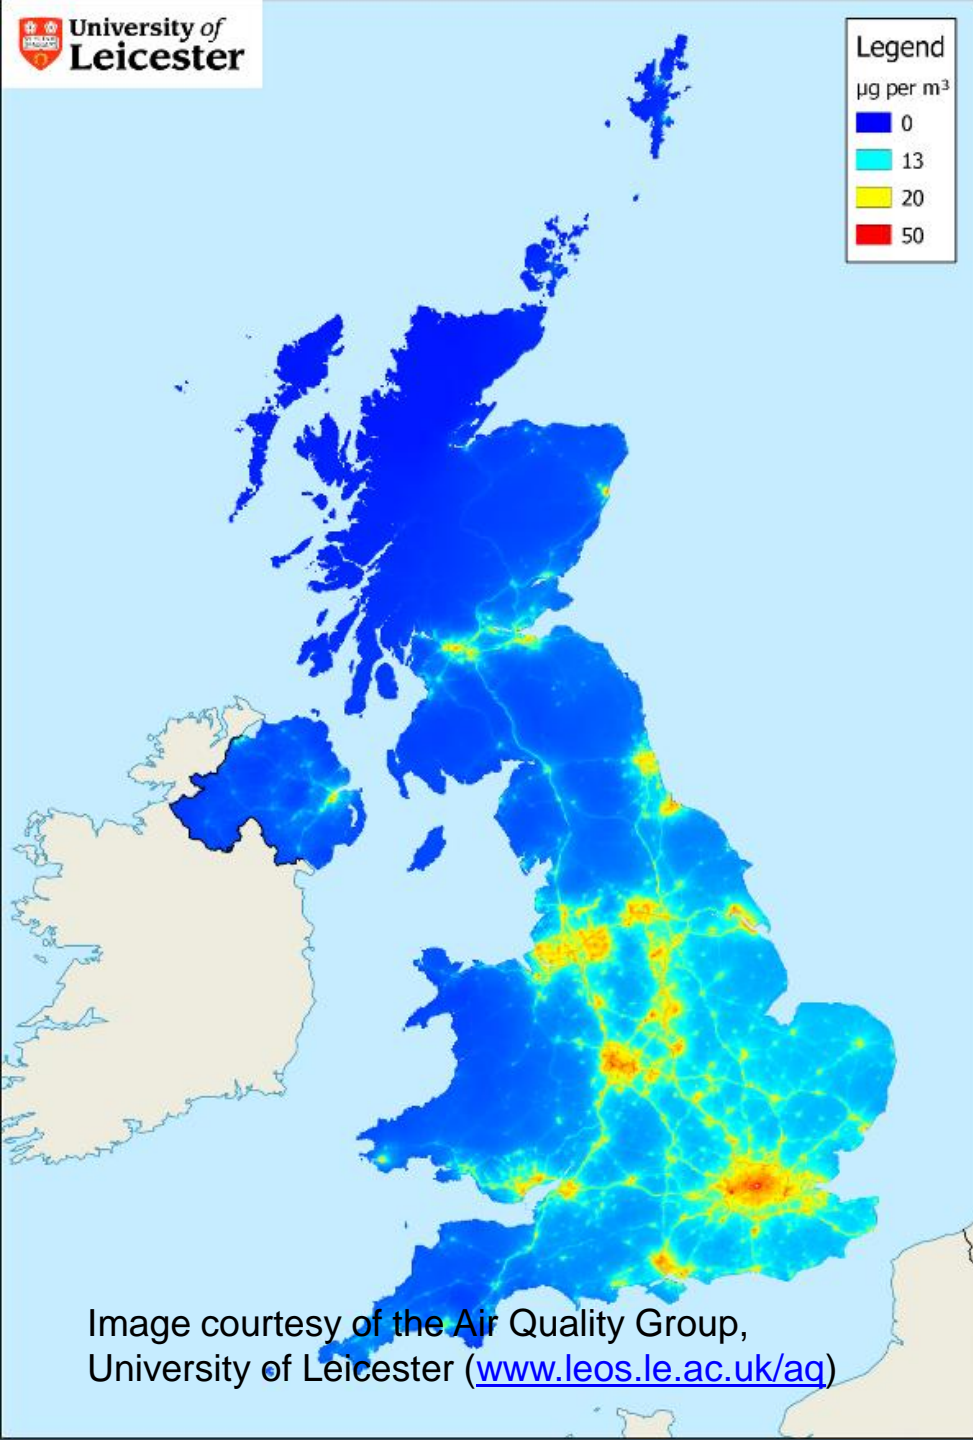 University of
Leicester
Legend
µg per m³
0
13
20
50
Image courtesy of the Air Quality Group,
University of Leicester (www.leos.le.ac.uk/aq)